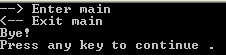 --> Enter main
<-- Exit main
Bye!
Press any key to continue .